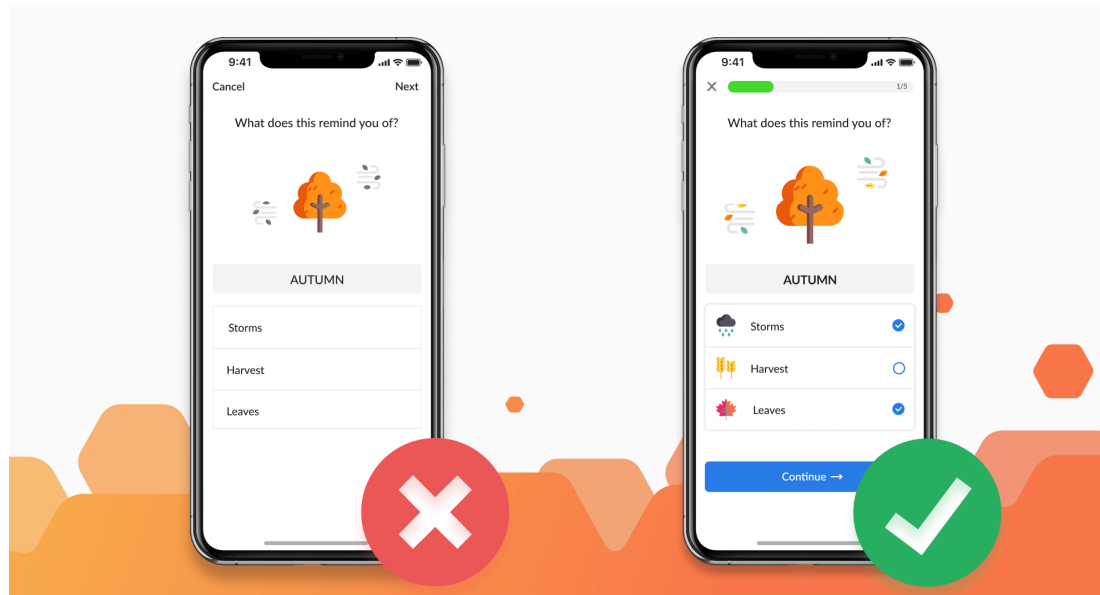 9:41
Cancel Next
What does this remind you of?
AUTUMN
Storms
Harvest
Leaves
9:41
1/5
What does this remind you of?
AUTUMN
Storms
Harvest
Leaves
Continue →